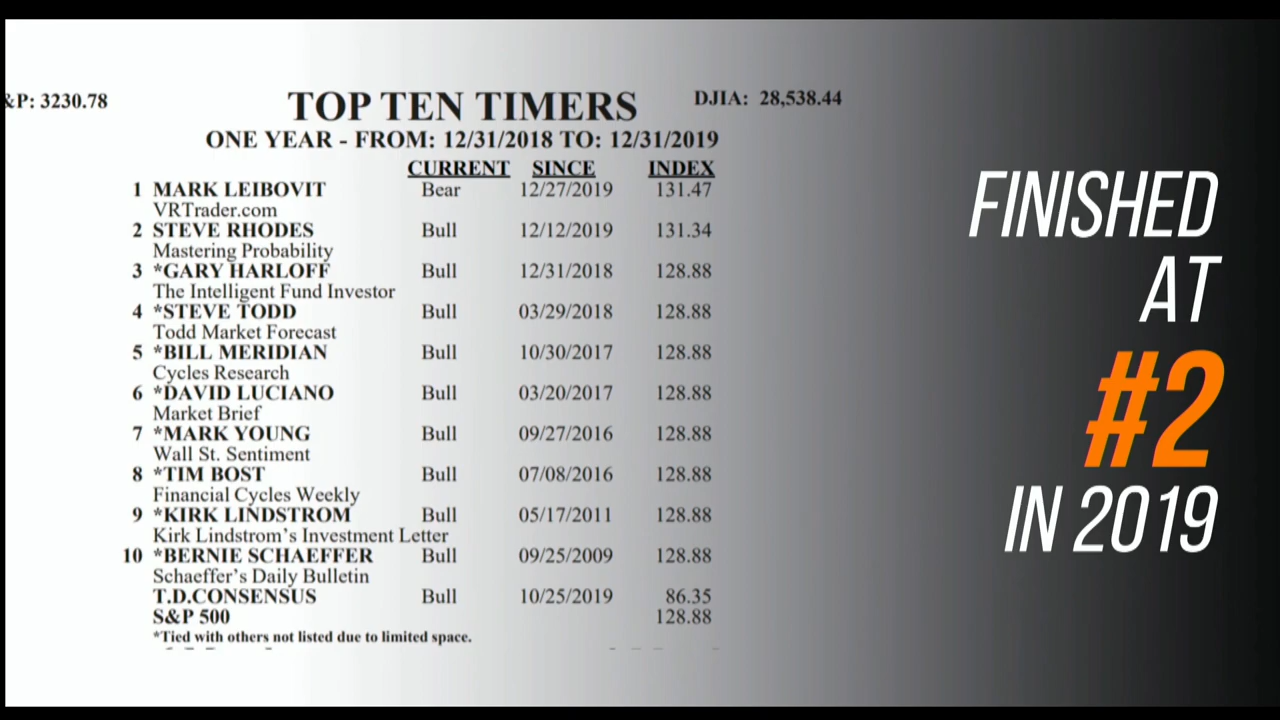 &P: 3230.78
TOP TEN TIMERS
DJIA: 28,538.44
ONE YEAR - FROM: 12/31/2018 TO: 12/31/2019
CURRENT SINCE INDEX
1 MARK LEIBOVIT Bear 12/27/2019 131.47
VRTrader.com
2 STEVE RHODES Bull 12/12/2019 131.34
Mastering Probability
3 *GARY HARLOFF Bull 12/31/2018 128.88
The Intelligent Fund Investor
4 *STEVE TODD Bull 03/29/2018 128.88
Todd Market Forecast
5 *BILL MERIDIAN Bull 10/30/2017 128.88
Cycles Research
6 *DAVID LUCIANO Bull 03/20/2017 128.88
Market Brief
7 *MARK YOUNG Bull 09/27/2016 128.88
Wall St. Sentiment
8 *TIM BOST Bull 07/08/2016 128.88
Financial Cycles Weekly
9 *KIRK LINDSTROM Bull 05/17/2011 128.88
Kirk Lindstrom's Investment Letter
10 *BERNIE SCHAEFFER Bull 09/25/2009 128.88
Schaeffer's Daily Bulletin
T.D.CONSENSUS Bull 10/25/2019 86.35
S&P 500 128.88
*Tied with others not listed due to limited space.
FINISHED
AT
#2
IN 2019